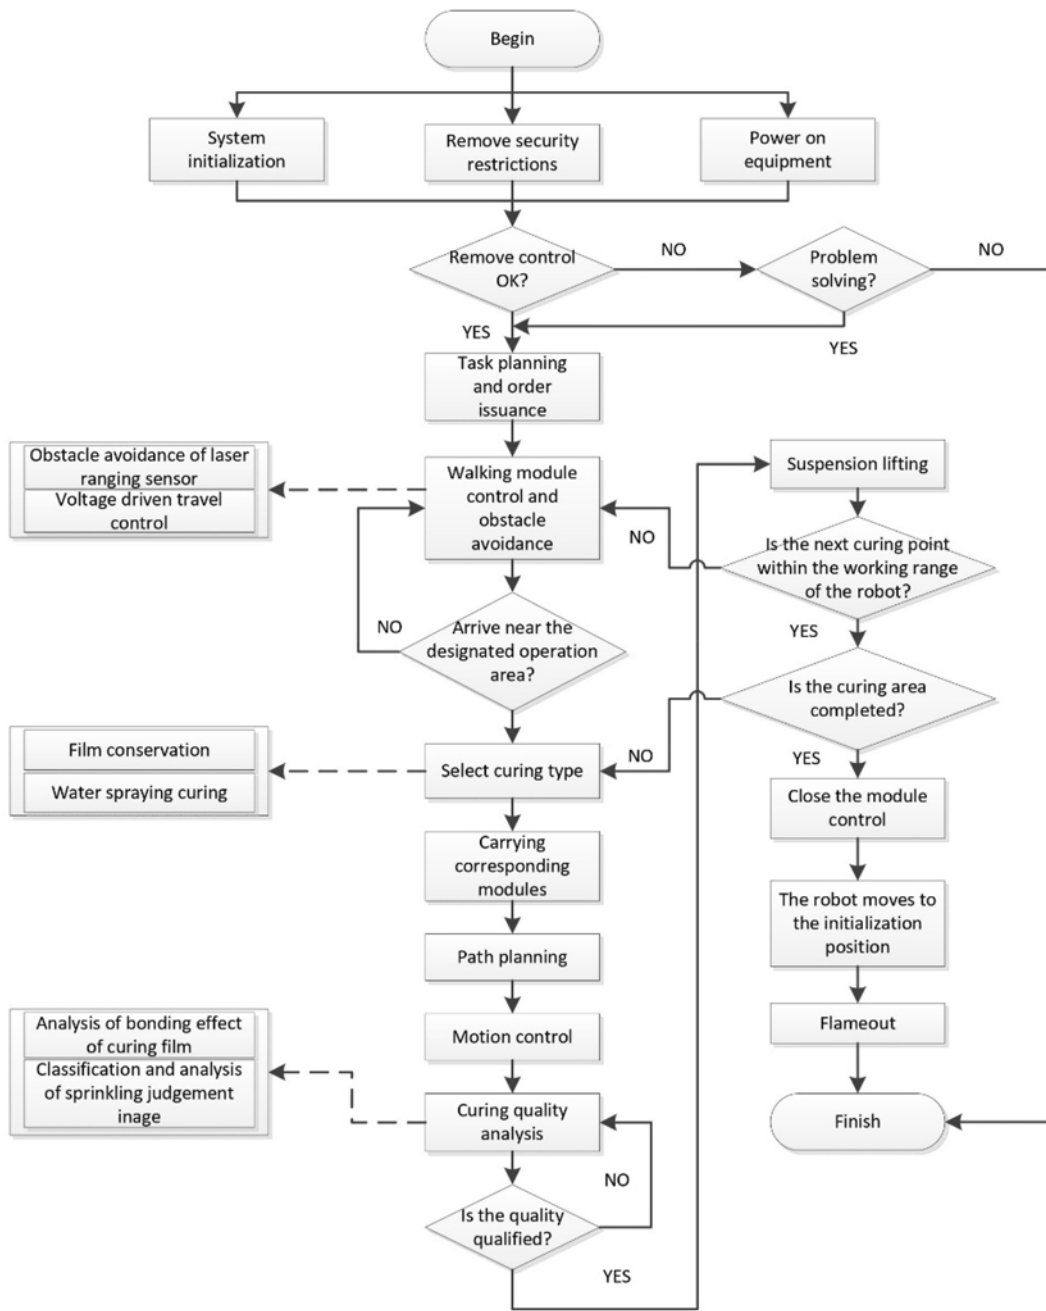 Begin
System
initialization
Remove security
restrictions
Power on
equipment
Remove control
OK?
NO
Problem
solving?
NO
YES
YES
Task planning
and order
issuance
Obstacle avoidance of laser
ranging sensor
Voltage driven travel
control
Walking module
control and
obstacle
avoidance
NO
Arrive near the
designated operation
area?
Suspension lifting
NO
Is the next curing point
within the working range
of the robot?
YES
Is the curing area
completed?
NO
YES
Film conservation
Water spraying curing
Select curing type
Carrying
corresponding
modules
Path planning
Motion control
Analysis of bonding effect
of curing film
Classification and analysis
of sprinkling judgement
inage
Curing quality
analysis
NO
Is the quality
qualified?
YES
Close the module
control
The robot moves to
the initialization
position
Flameout
Finish